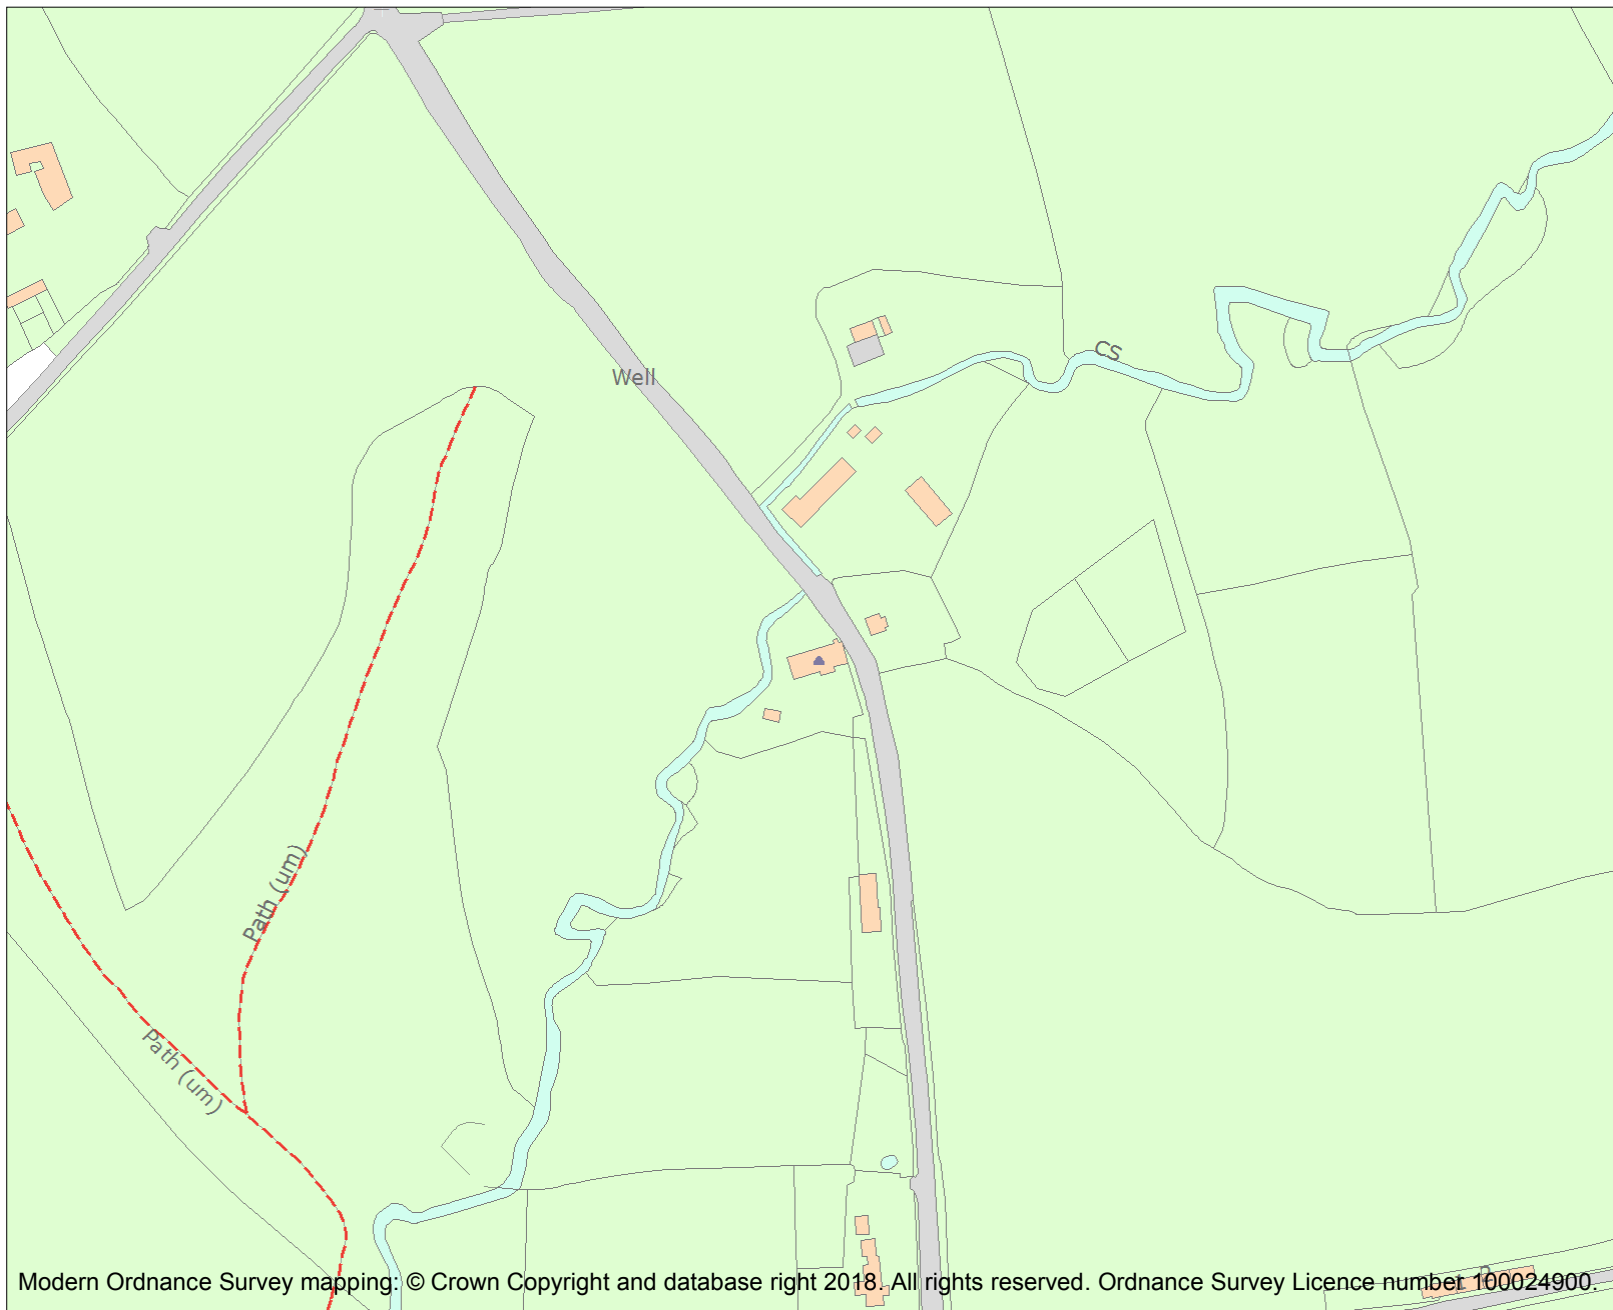 CS
Well
Path (um)
Path (um)
Modern Ordnance Survey mapping: © Crown Copyright and database right 2018. All rights reserved. Ordnance Survey Licence number 100024900.